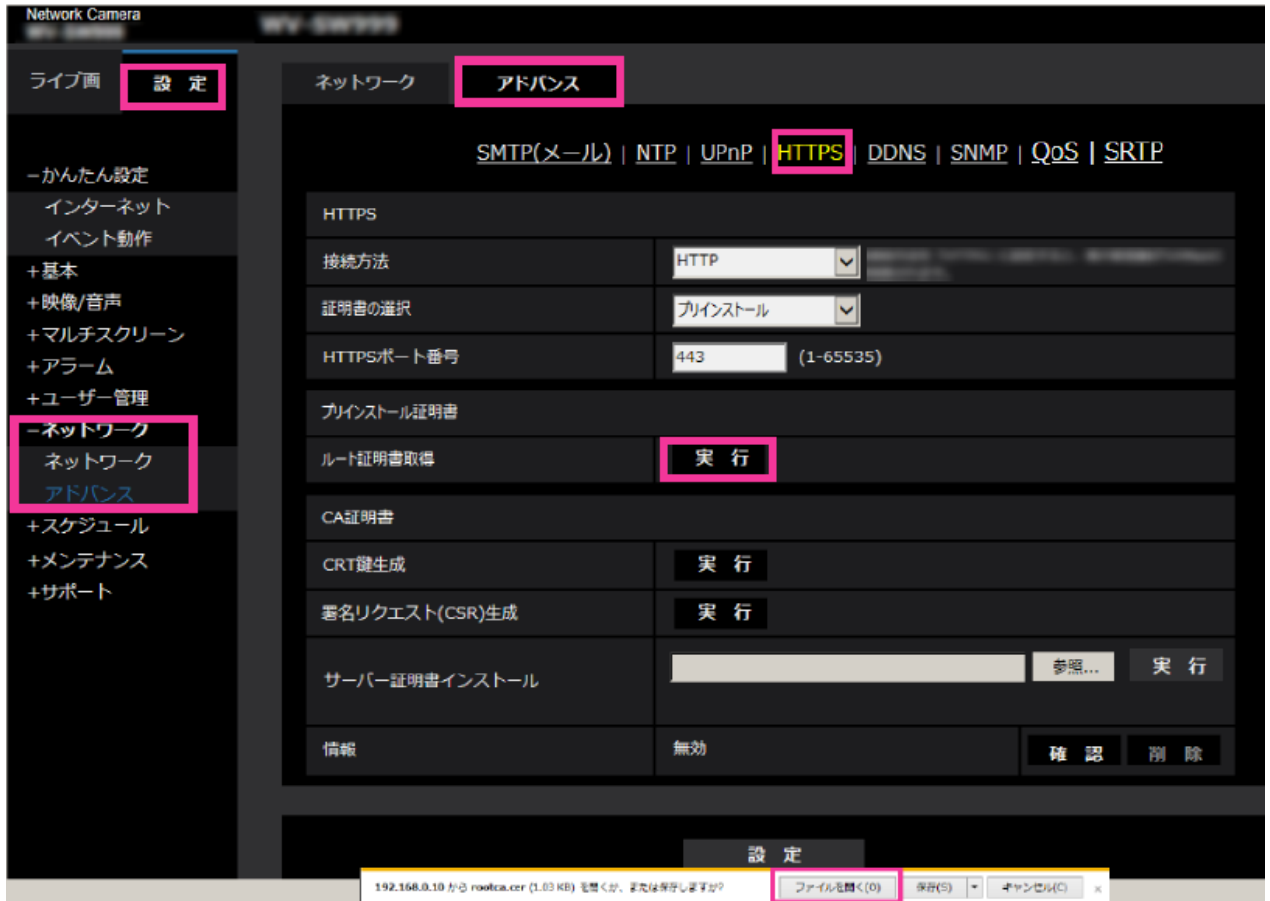 Network Camera
ライブ画
設 定
ネットワーク
アドバンス
SMTP(メール) | NTP | UPnP | HTTPS | DDNS | SNMP | QoS | SRTP
－かんたん設定
インターネット
イベント動作
+基本
+映像/音声
+マルチスクリーン
+アラーム
+ユーザー管理
－ネットワーク
ネットワーク
アドバンス
+スケジュール
+メンテナンス
+サポート
HTTPS
接続方法 HTTP
証明書の選択 プリインストール
HTTPSポート番号 443 (1-65535)
プリインストール証明書
ルート証明書取得 実 行
CA証明書
CRT鍵生成 実 行
署名リクエスト(CSR)生成 実 行
サーバー証明書インストール 参照... 実 行
情報 無効 確 認 削 除
設 定
192.168.0.10 から rootca.cer (1.03 KB) を開くか、または保存しますか? ファイルを開く(O) 保存(S) キャンセル(C) ×